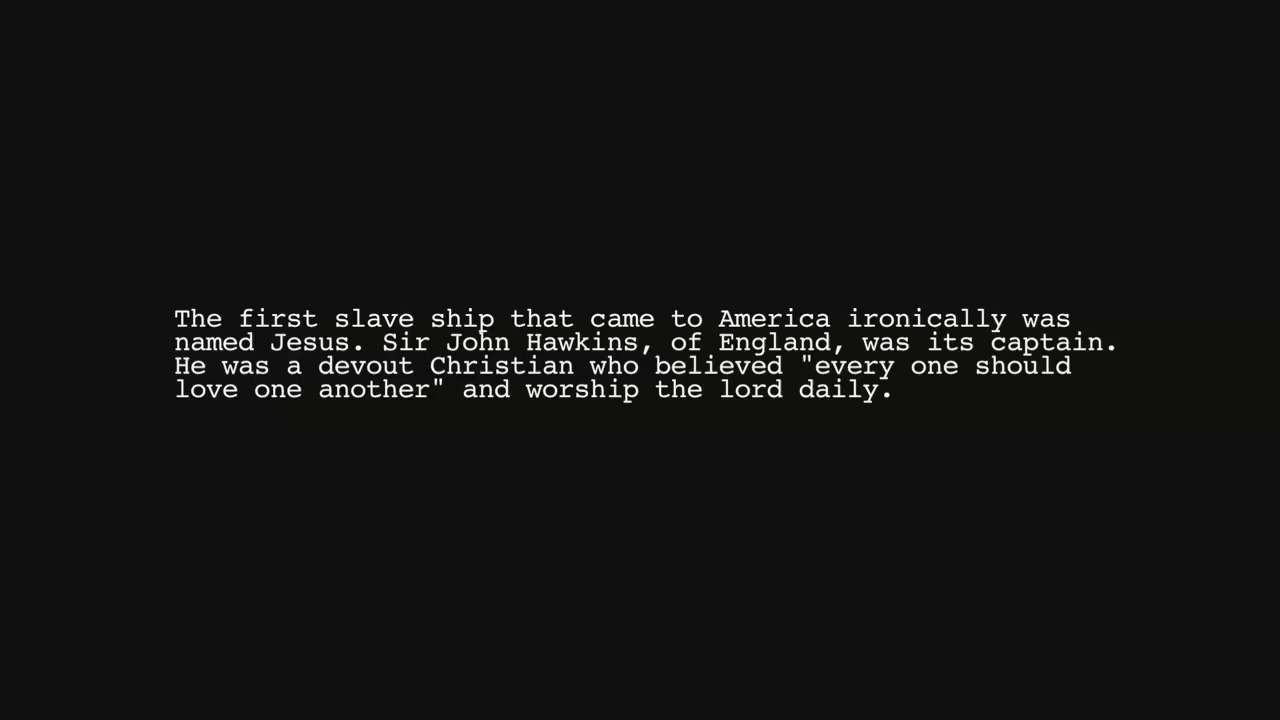 The first slave ship that came to America ironically was
named Jesus. Sir John Hawkins, of England, was its captain.
He was a devout Christian who believed "every one should
love one another" and worship the lord daily.